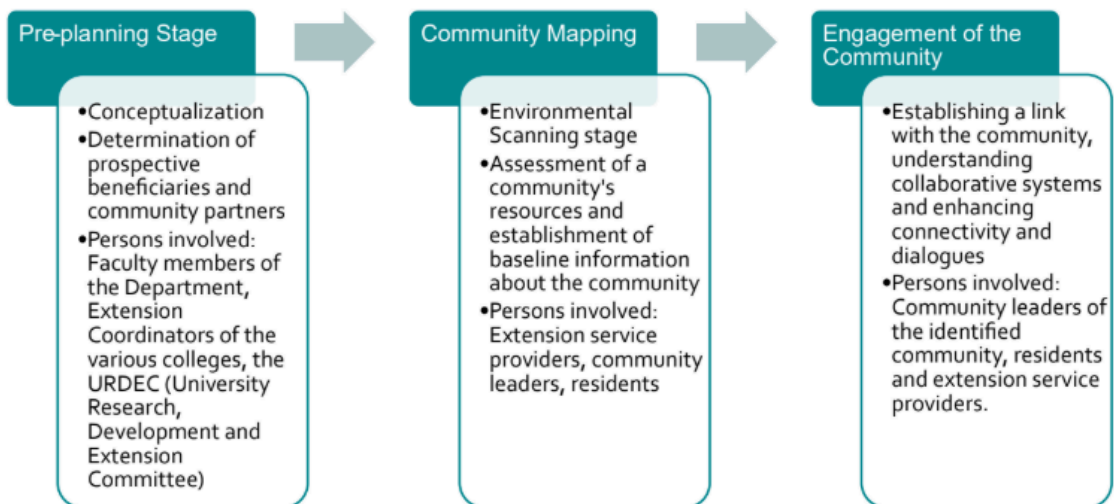 Pre-planning Stage
•Conceptualization
•Determination of
prospective
beneficiaries and
community partners
•Persons involved:
Faculty members of
the Department,
Extension
Coordinators of the
various colleges, the
URDEC (University
Research,
Development and
Extension
Committee)
Community Mapping
•Environmental
Scanning stage
•Assessment of a
community's
resources and
establishment of
baseline information
about the community
•Persons involved:
Extension service
providers, community
leaders, residents
Engagement of the
Community
•Establishing a link
with the community,
understanding
collaborative systems
and enhancing
connectivity and
dialogues
•Persons involved:
Community leaders of
the identified
community, residents
and extension service
providers.